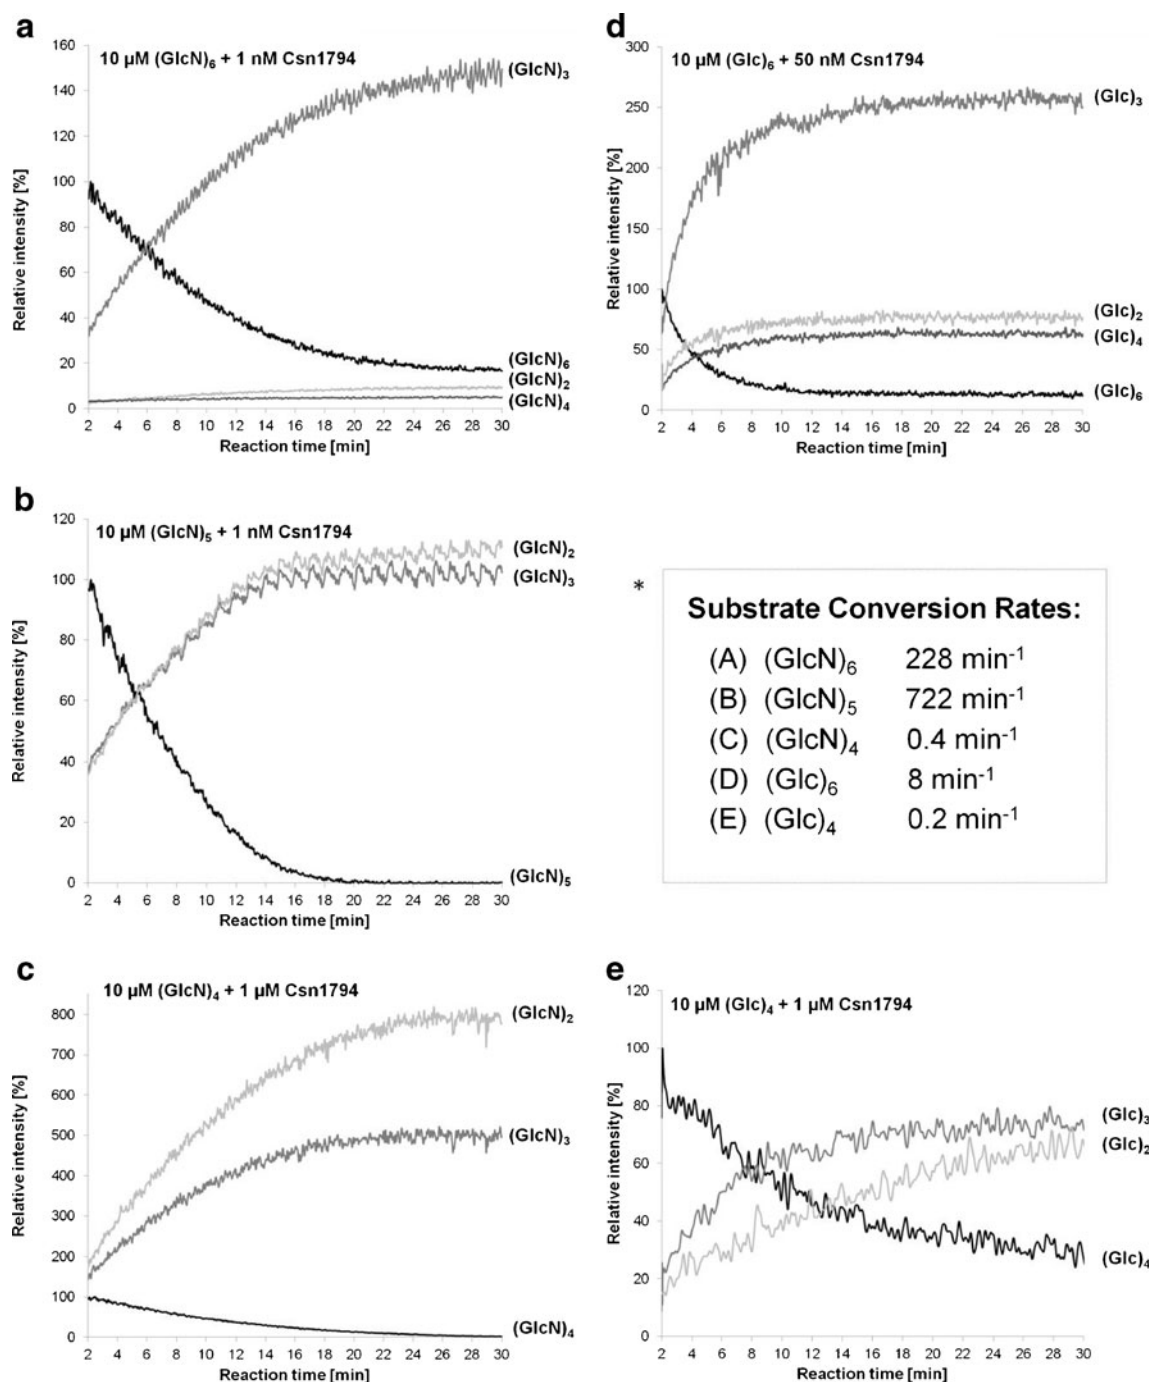 a
10 µM (GlcN)6 + 1 nM Csn1794
Relative intensity [%]
160
140
120
100
80
60
40
20
0
2 4 6 8 10 12 14 16 18 20 22 24 26 28 30
Reaction time [min]
(GlcN)3
(GlcN)6
(GlcN)2
(GlcN)4
d
10 µM (Glc)6 + 50 nM Csn1794
Relative intensity [%]
300
250
200
150
100
50
0
2 4 6 8 10 12 14 16 18 20 22 24 26 28 30
Reaction time [min]
(Glc)3
(Glc)2
(Glc)4
(Glc)6
b
10 µM (GlcN)5 + 1 nM Csn1794
Relative intensity [%]
120
100
80
60
40
20
0
2 4 6 8 10 12 14 16 18 20 22 24 26 28 30
Reaction time [min]
(GlcN)2
(GlcN)3
(GlcN)5
*
Substrate Conversion Rates:
(A) (GlcN)6 228 min-1
(B) (GlcN)5 722 min-1
(C) (GlcN)4 0.4 min-1
(D) (Glc)6 8 min-1
(E) (Glc)4 0.2 min-1
c
10 µM (GlcN)4 + 1 µM Csn1794
Relative intensity [%]
800
700
600
500
400
300
200
100
0
2 4 6 8 10 12 14 16 18 20 22 24 26 28 30
Reaction time [min]
(GlcN)2
(GlcN)3
(GlcN)4
e
10 µM (Glc)4 + 1 µM Csn1794
Relative intensity [%]
120
100
80
60
40
20
0
2 4 6 8 10 12 14 16 18 20 22 24 26 28 30
Reaction time [min]
(Glc)3
(Glc)2
(Glc)4